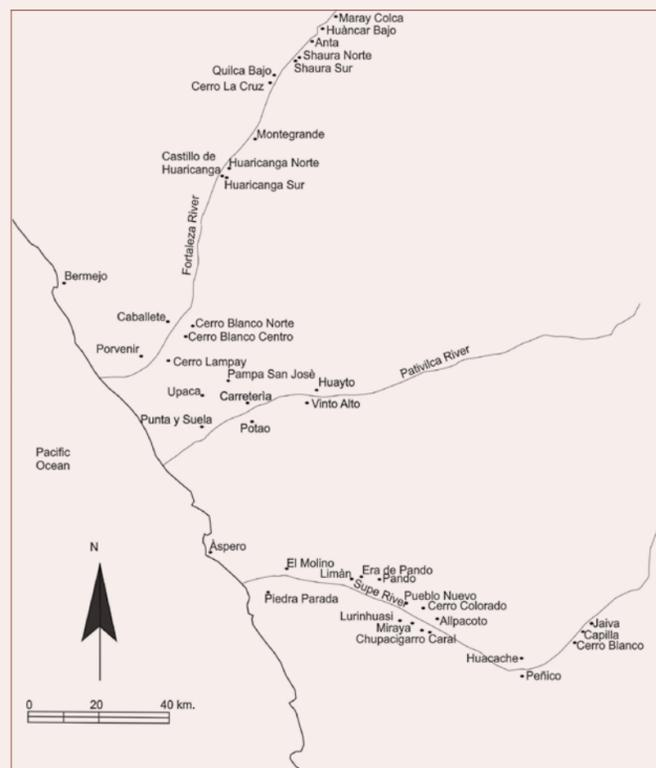 Maray Colca
Huàncar Bajo
Anta
Shaura Norte
Shaura Sur
Quilca Bajo
Cerro La Cruz
Montegrande
Castillo de
Huaricanga
Huaricanga Norte
Huaricanga Sur
Fortaleza River
Bermejo
Caballete
Cerro Blanco Norte
Cerro Blanco Centro
Porvenir
Cerro Lampay
Pampa San Josè
Pativilca River
Huayto
Upaca
Carreterìa
Vinto Alto
Punta y Suela
Potao
Pacific
Ocean
N
Àspero
El Molino
Limàn
Era de Pando
Pando
Supe River
Piedra Parada
Pueblo Nuevo
Cerro Colorado
Lurinhuasi
Allpacoto
Miraya
Chupacigarro Caral
Jaiva
Capilla
Cerro Blanco
Huacache
Peñico
0 20 40 km.